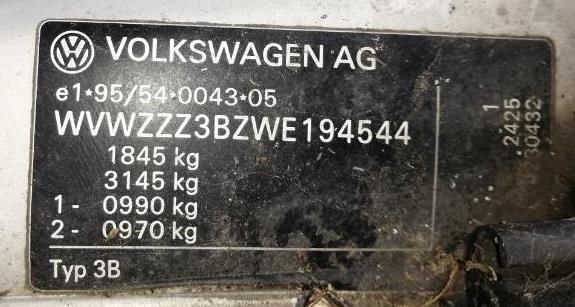 VOLKSWAGEN AG
e1*95/54*0043*05
WVWZZZ3BZWE194544
1845 kg
3145 kg
1 - 0990 kg
2 - 0970 kg
Typ 3B
1
2425
30432